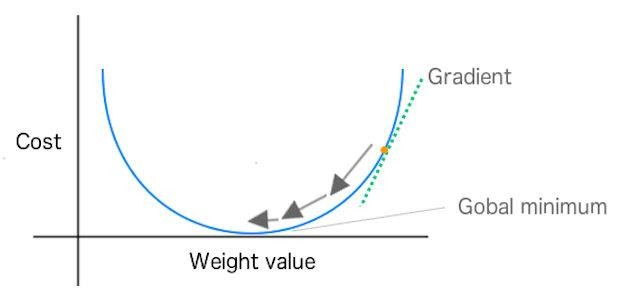 Gradient
Cost
Gobal minimum
Weight value